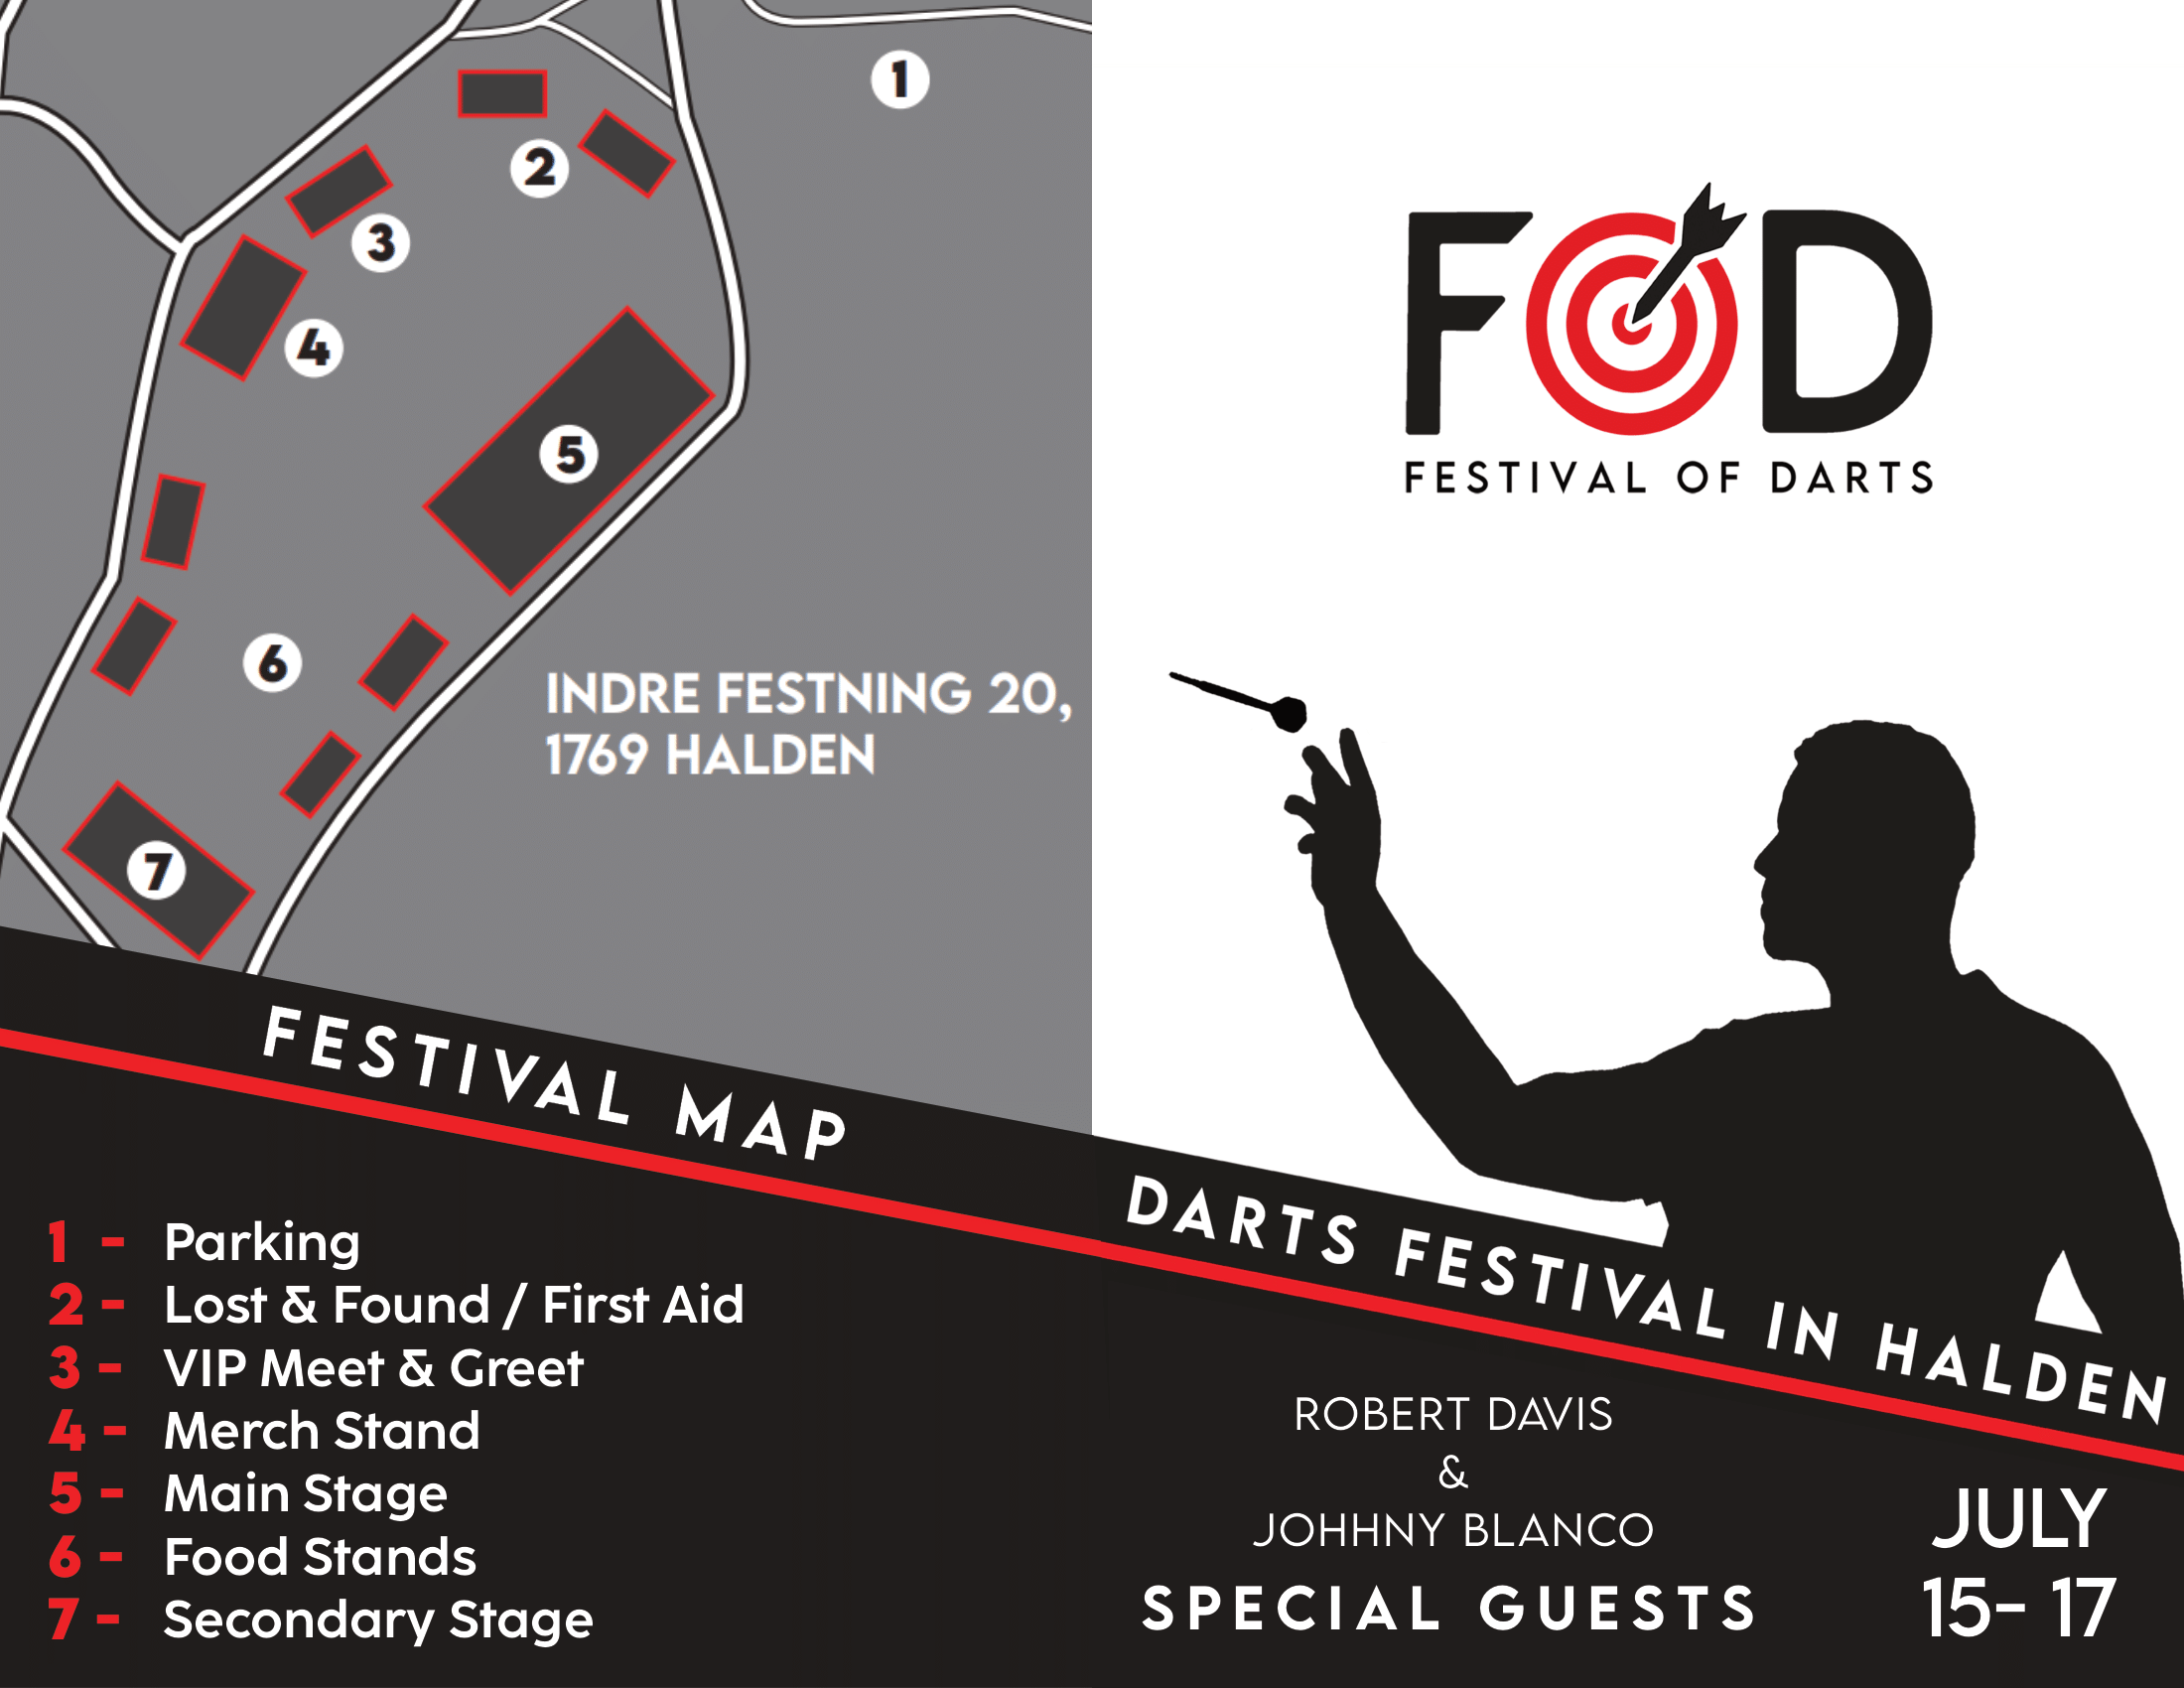 1
2
3
4
5
6
7
INDRE FESTNING 20,
1769 HALDEN
FESTIVAL MAP
1 - Parking
2 - Lost & Found / First Aid
3 - VIP Meet & Greet
4 - Merch Stand
5 - Main Stage
6 - Food Stands
7 - Secondary Stage
FOD
FESTIVAL OF DARTS
DARTS FESTIVAL IN HALDEN
ROBERT DAVIS
&
JOHHNY BLANCO
SPECIAL GUESTS
JULY
15- 17